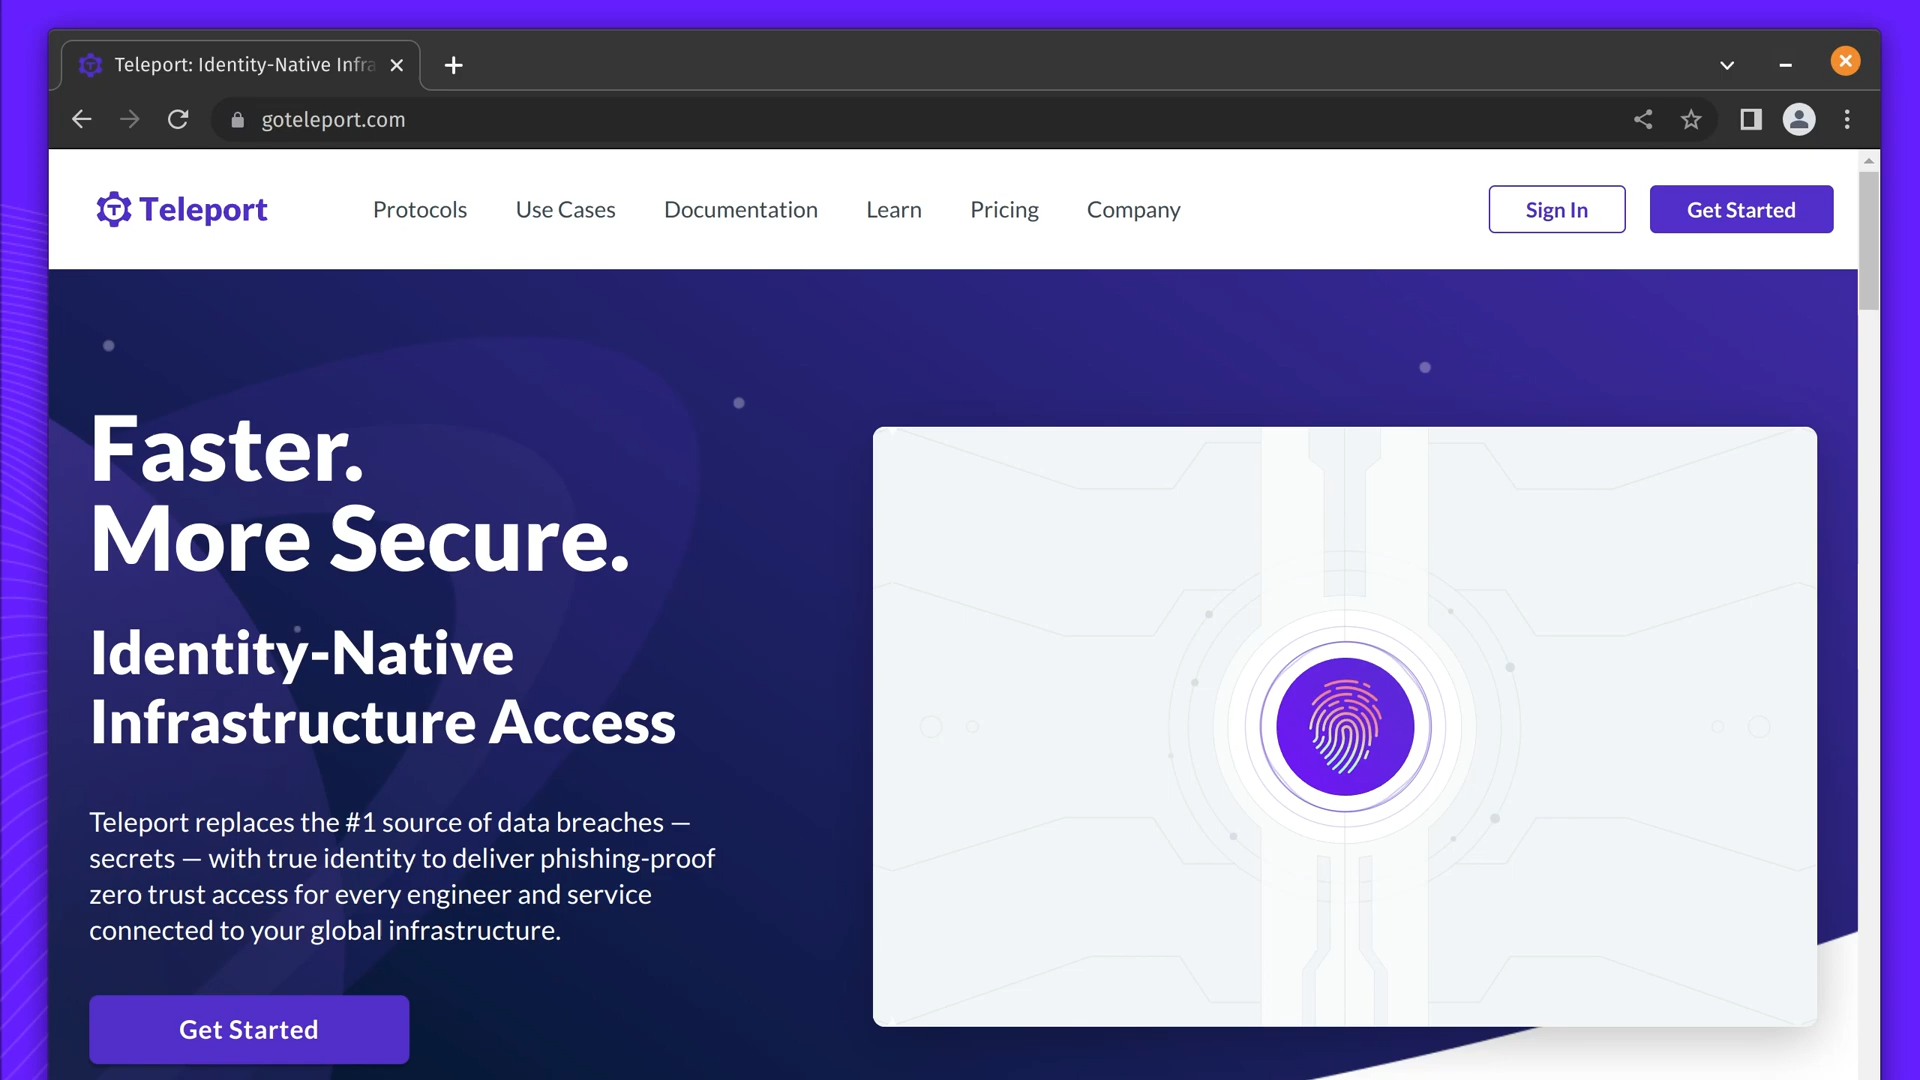 Teleport: Identity-Native Infra
goteleport.com
Teleport
Protocols
Use Cases
Documentation
Learn
Pricing
Company
Sign In
Get Started
Faster.
More Secure.
Identity-Native
Infrastructure Access
Teleport replaces the #1 source of data breaches —
secrets — with true identity to deliver phishing-proof
zero trust access for every engineer and service
connected to your global infrastructure.
Get Started